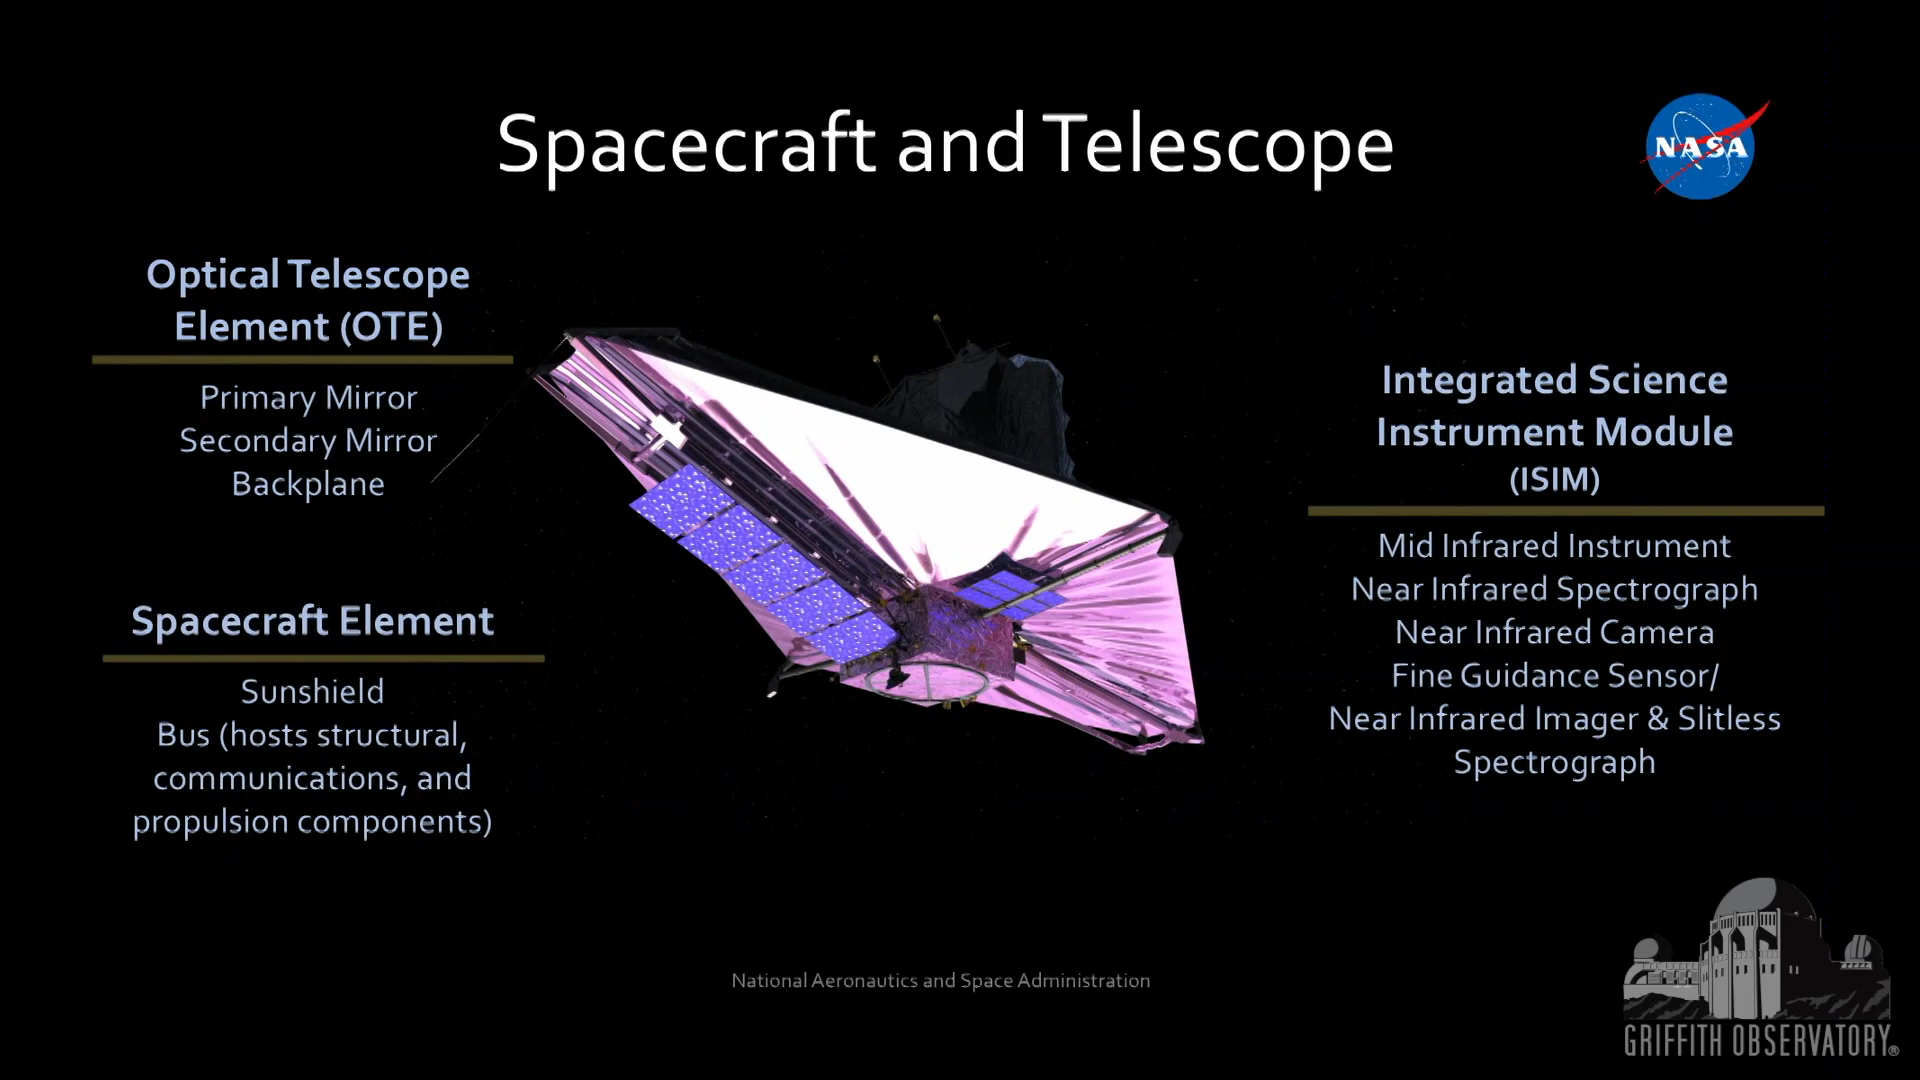 Spacecraft and Telescope
NASA
Optical Telescope
Element (OTE)
Primary Mirror
Secondary Mirror
Backplane
Spacecraft Element
Sunshield
Bus (hosts structural,
communications, and
propulsion components)
Integrated Science
Instrument Module
(ISIM)
Mid Infrared Instrument
Near Infrared Spectrograph
Near Infrared Camera
Fine Guidance Sensor/
Near Infrared Imager & Slitless
Spectrograph
National Aeronautics and Space Administration
GRIFFITH OBSERVATORY®